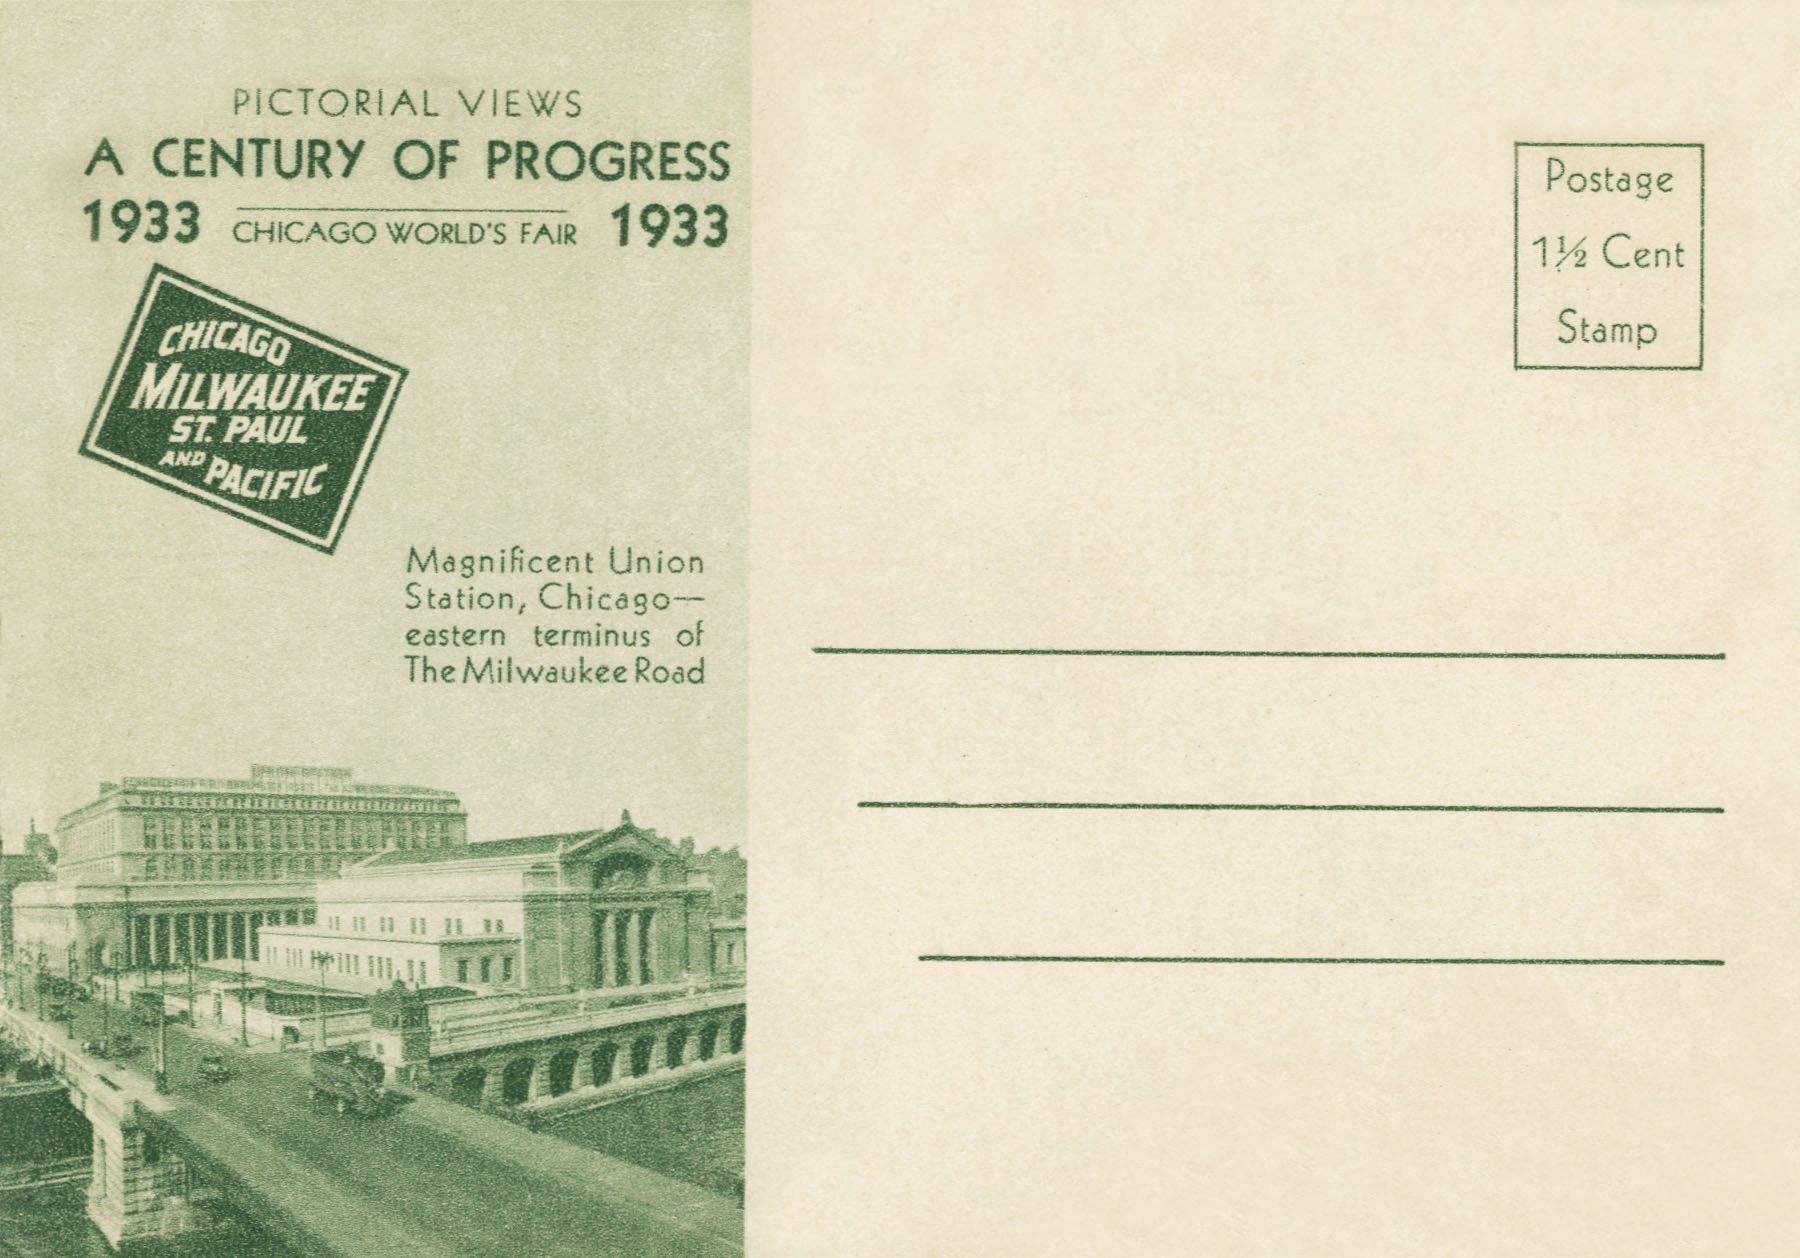 PICTORIAL VIEWS
A CENTURY OF PROGRESS
1933 CHICAGO WORLD'S FAIR 1933
CHICAGO
MILWAUKEE
ST. PAUL
AND PACIFIC
Magnificent Union
Station, Chicago—
eastern terminus of
The Milwaukee Road
Postage
1½ Cent
Stamp